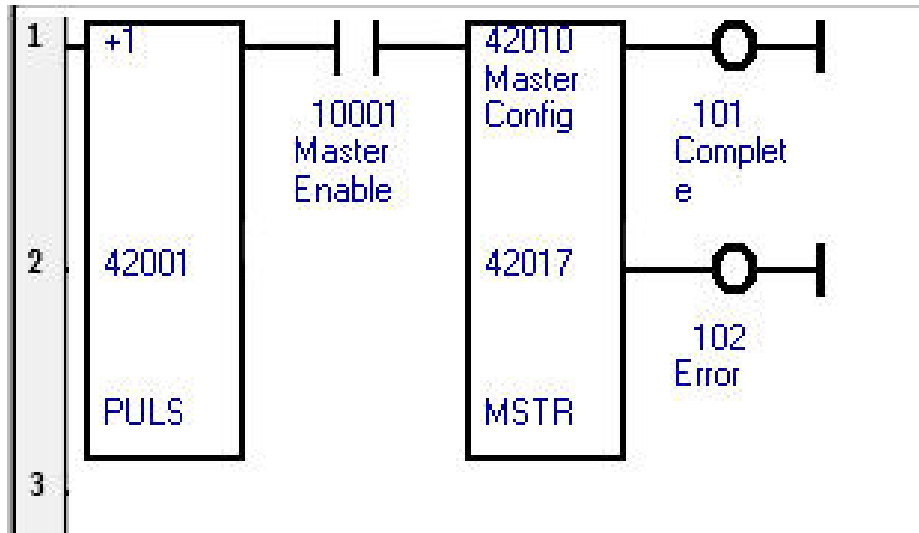 1
+1
10001
Master
Enable
42010
Master
Config
101
Complet
e
2
42001
42017
102
Error
PULS
MSTR
3